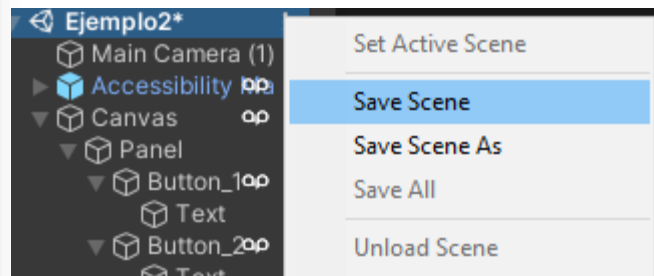 Ejemplo2*
Main Camera (1)
Accessibility
Canvas
Panel
Button_1
Text
Button_2
Text
Set Active Scene
Save Scene
Save Scene As
Save All
Unload Scene